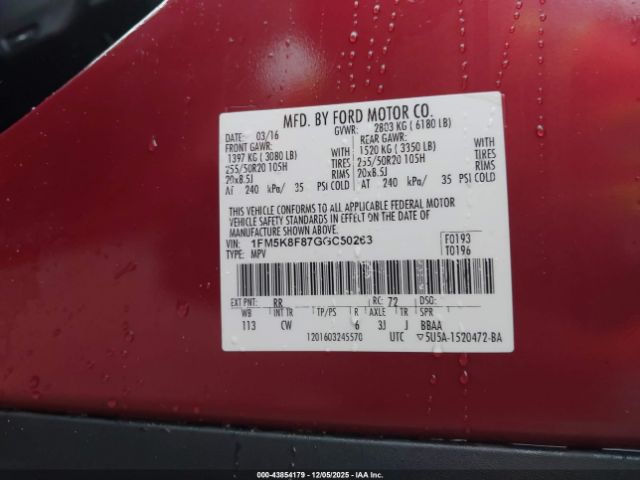 MFD. BY FORD MOTOR CO.
DATE: 03/16 GVWR: 2803 KG ( 6180 LB)
FRONT GAWR: REAR GAWR:
1397 KG ( 3080 LB) WITH 1520 KG ( 3350 LB) WITH
255/50R20 105H TIRES 255/50R20 105H TIRES
20x8.5J RIMS 20x8.5J RIMS
AT 240 kPa/ 35 PSI COLD AT 240 kPa/ 35 PSI COLD
THIS VEHICLE CONFORMS TO ALL APPLICABLE FEDERAL MOTOR
VEHICLE SAFETY STANDARDS IN EFFECT ON THE DATE OF
MANUFACTURE SHOWN ABOVE.
VIN: 1FM5K8F87GGC50263 F0193
TYPE: MPV T0196
EXT PNT: RR RC: 72 DSO:
WB INT TR TP/PS R AXLE TR SPR
113 CW 6 3J J BBAA
1201603245570 UTC ▽5U5A-1520472-BA
000-43854179 - 12/05/2025 - IAA, Inc.